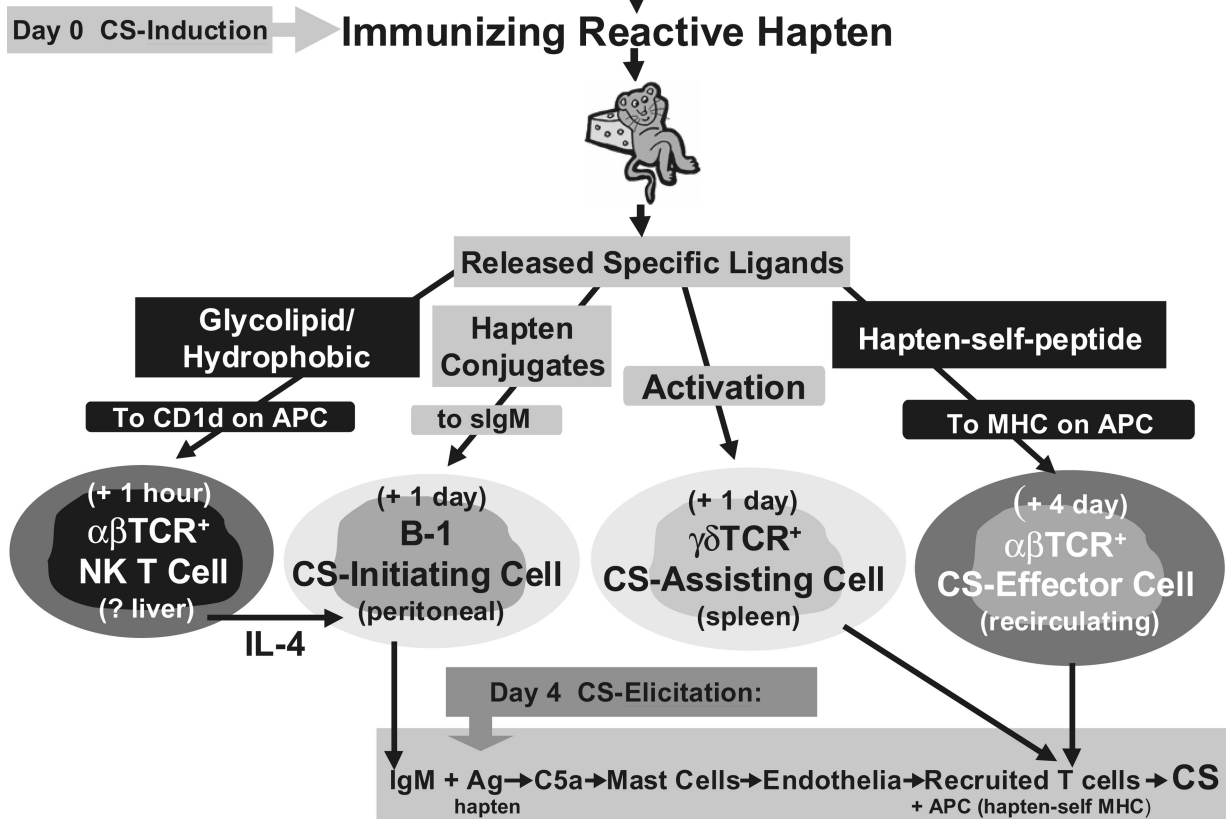 Day 0 CS-Induction
Immunizing Reactive Hapten
Released Specific Ligands
Glycolipid/
Hydrophobic
Hapten
Conjugates
Activation
Hapten-self-peptide
To CD1d on APC
to sIgM
To MHC on APC
(+ 1 hour)
αβTCR⁺
NK T Cell
(? liver)
(+ 1 day)
B-1
CS-Initiating Cell
(peritoneal)
(+ 1 day)
γδTCR⁺
CS-Assisting Cell
(spleen)
(+ 4 day)
αβTCR⁺
CS-Effector Cell
(recirculating)
IL-4
Day 4 CS-Elicitation:
IgM + Ag→C5a→Mast Cells→Endothelia→Recruited T cells→CS
hapten
+ APC (hapten-self MHC)